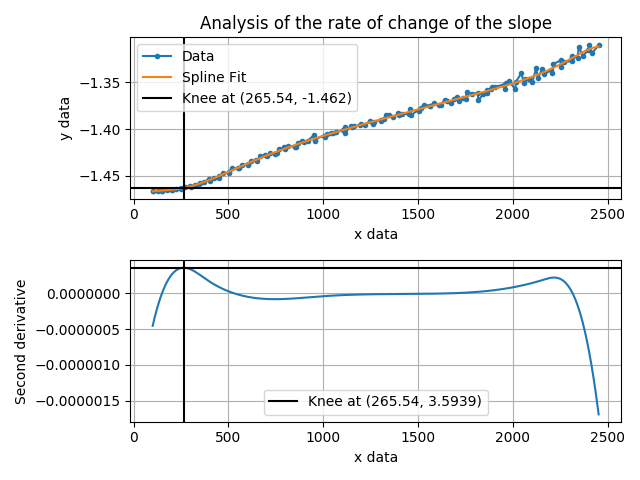 Analysis of the rate of change of the slope
Data
Spline Fit
Knee at (265.54, -1.462)
y data
−1.35
−1.40
−1.45
0 500 1000 1500 2000 2500
x data
Second derivative
0.0000000
−0.0000005
−0.0000010
−0.0000015
Knee at (265.54, 3.5939)
0 500 1000 1500 2000 2500
x data